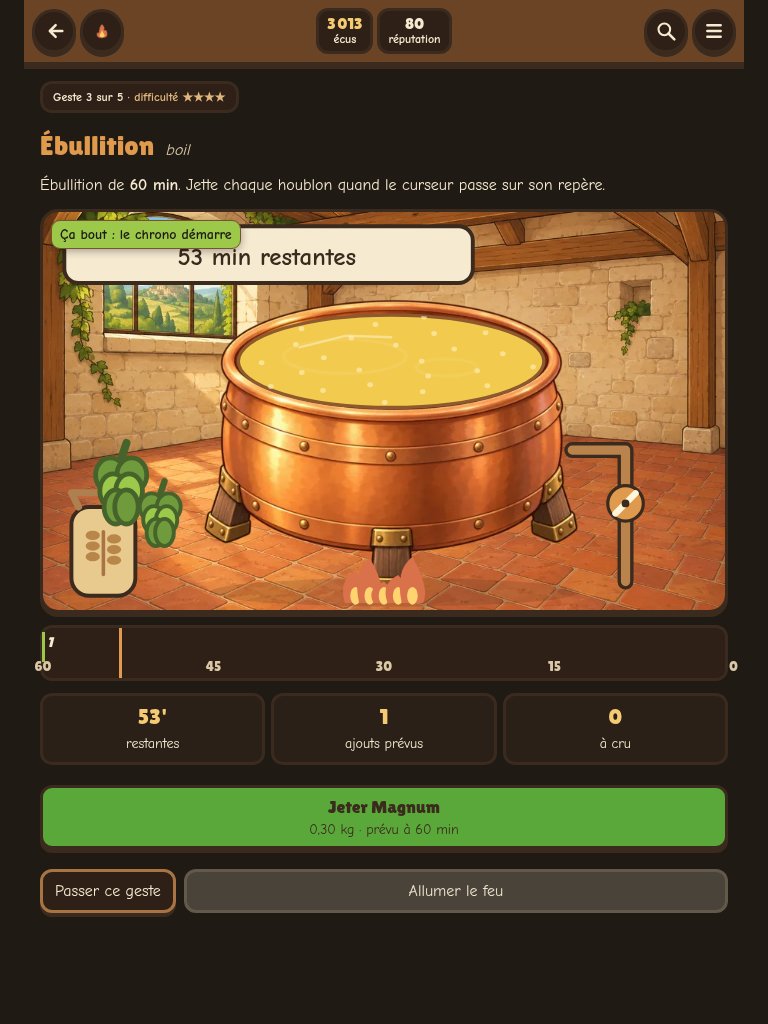 3 013
écus
80
réputation
Geste 3 sur 5 · difficulté ★★★★
Ébullition boil
Ébullition de 60 min. Jette chaque houblon quand le curseur passe sur son repère.
Ça bout : le chrono démarre
53 min restantes
1
60 45 30 15 0
53'
restantes
1
ajouts prévus
0
à cru
Jeter Magnum
0,30 kg · prévu à 60 min
Passer ce geste
Allumer le feu